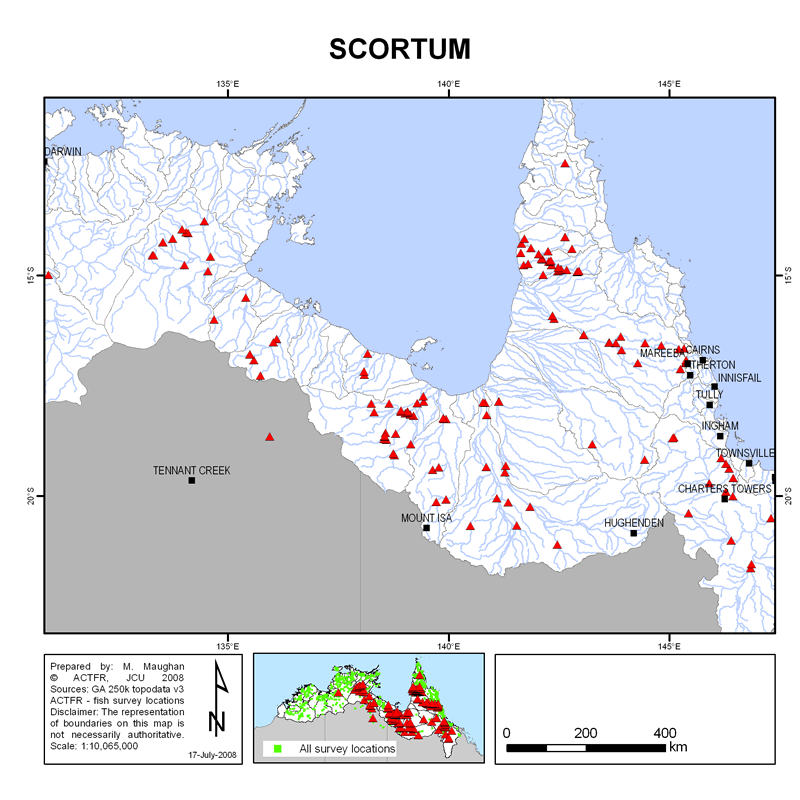 SCORTUM
135°E
140°E
145°E
DARWIN
15°S
15°S
CAIRNS
MAREEBA
THERTON
INNISFAIL
TULLY
INGHAM
TOWNSVILLE
TENNANT CREEK
CHARTERS TOWERS
20°S
20°S
MOUNT ISA
HUGHENDEN
135°E
140°E
145°E
Prepared by: M. Maughan
© ACTFR, JCU 2008
Sources: GA 250k topodata v3
ACTFR - fish survey locations
Disclaimer: The representation
of boundaries on this map is
not necessarily authoritative.
Scale: 1:10,065,000
17-July-2008
N
All survey locations
0 200 400
km